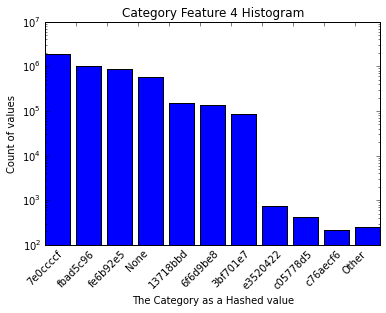 Category Feature 4 Histogram
Count of values
10^7
10^6
10^5
10^4
10^3
10^2
7e0ccccf
fbad5c96
fe6b92e5
None
13718bbd
6f6d9be8
3bf701e7
e3520422
c05778d5
c76aecf6
Other
The Category as a Hashed value